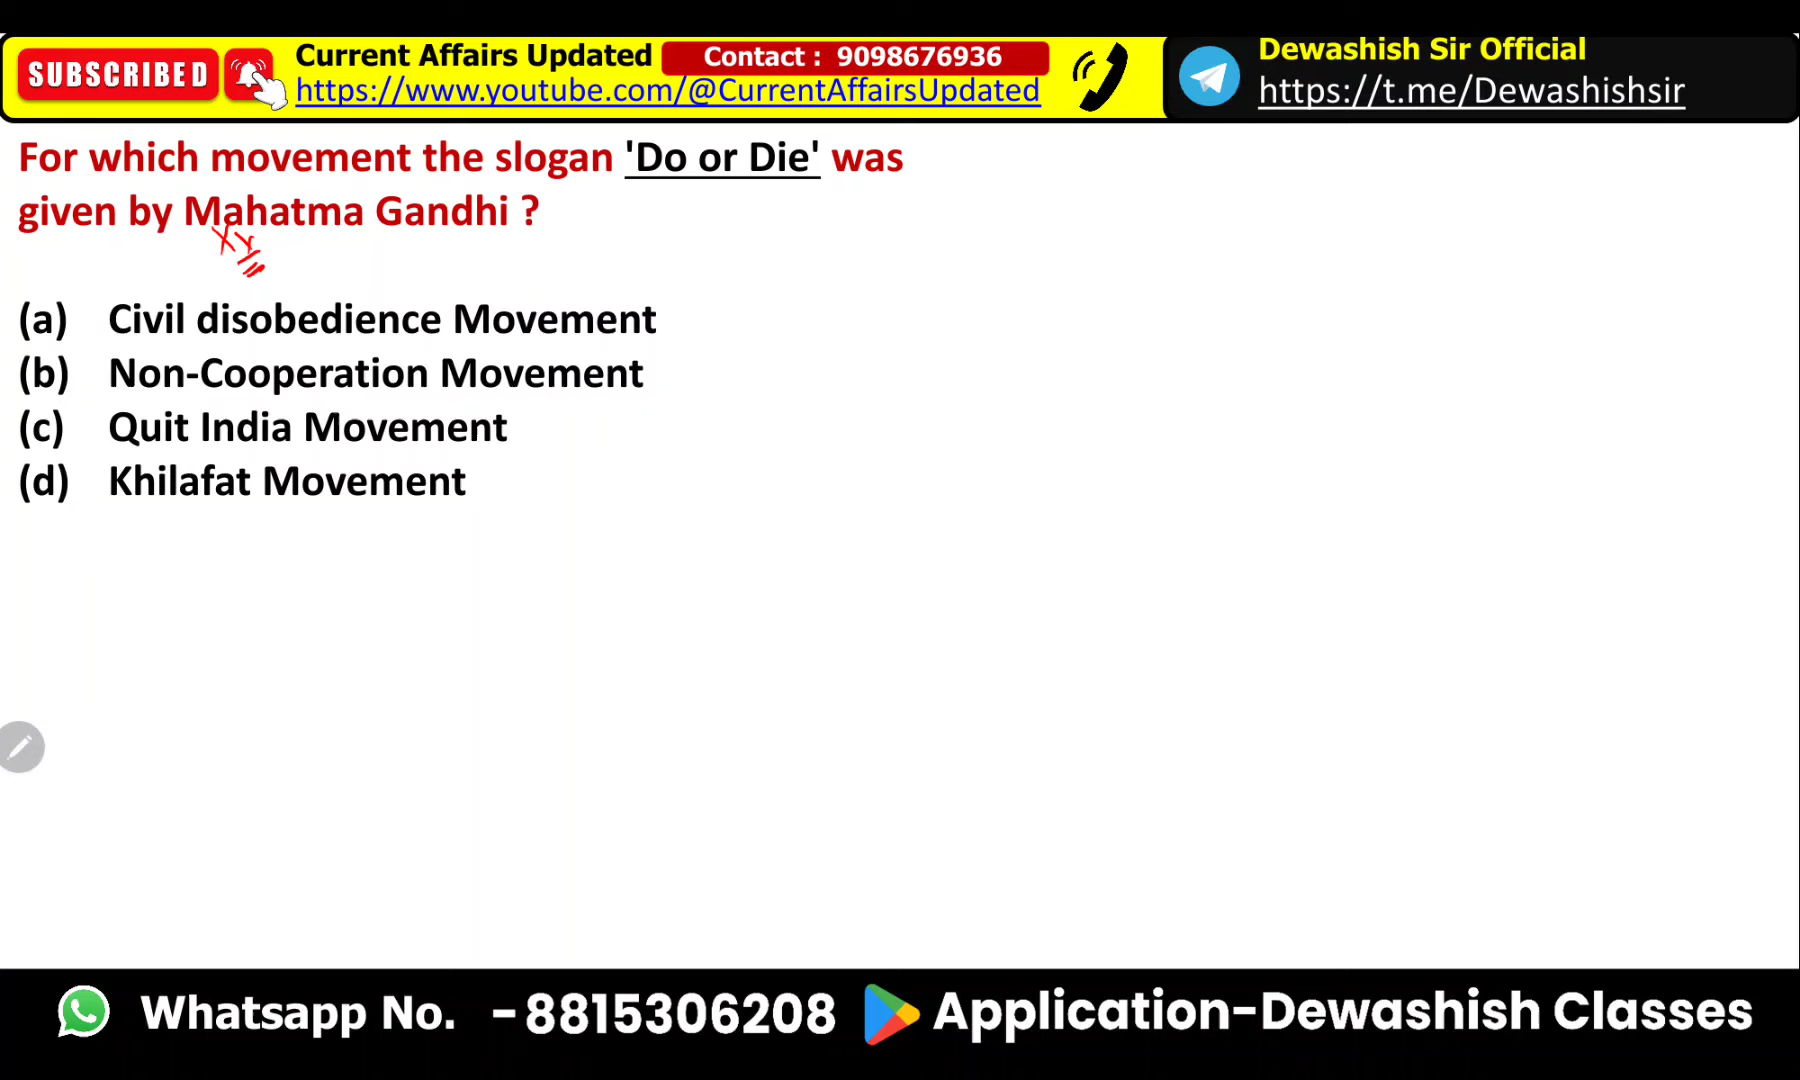 SUBSCRIBED
Current Affairs Updated
Contact : 9098676936
https://www.youtube.com/@CurrentAffairsUpdated
Dewashish Sir Official
https://t.me/Dewashishsir
For which movement the slogan 'Do or Die' was
given by Mahatma Gandhi ?
(a) Civil disobedience Movement
(b) Non-Cooperation Movement
(c) Quit India Movement
(d) Khilafat Movement
Whatsapp No. -8815306208
Application-Dewashish Classes